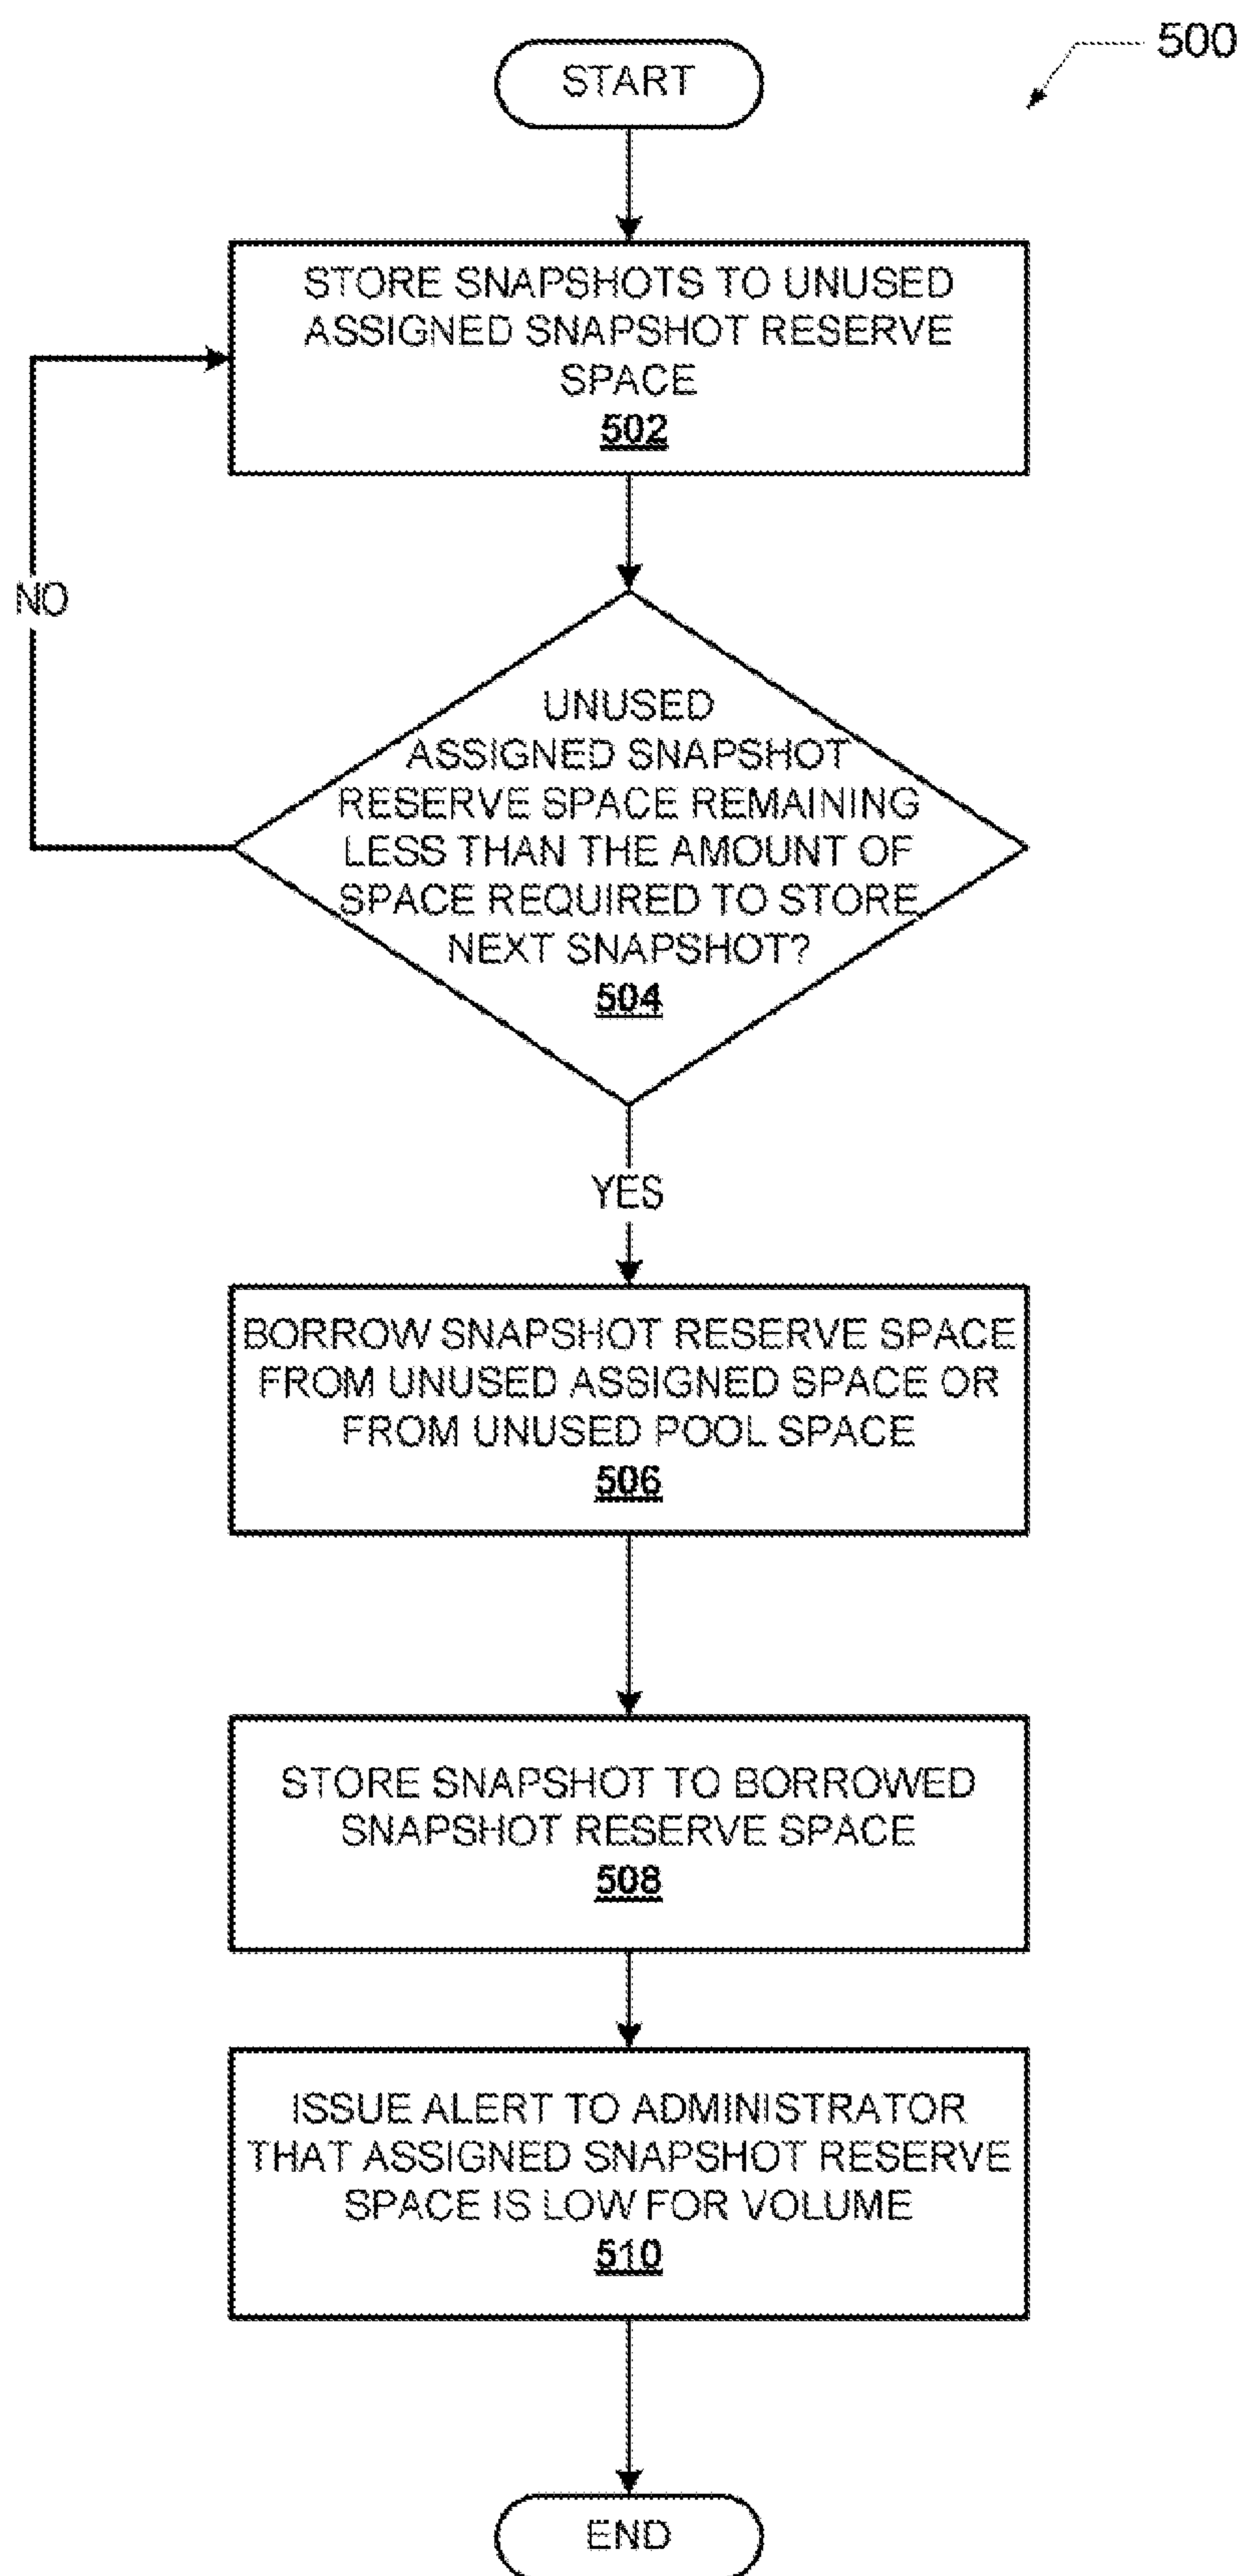 500
START
STORE SNAPSHOTS TO UNUSED
ASSIGNED SNAPSHOT RESERVE
SPACE
502
NO
UNUSED
ASSIGNED SNAPSHOT
RESERVE SPACE REMAINING
LESS THAN THE AMOUNT OF
SPACE REQUIRED TO STORE
NEXT SNAPSHOT?
504
YES
BORROW SNAPSHOT RESERVE SPACE
FROM UNUSED ASSIGNED SPACE OR
FROM UNUSED POOL SPACE
506
STORE SNAPSHOT TO BORROWED
SNAPSHOT RESERVE SPACE
508
ISSUE ALERT TO ADMINISTRATOR
THAT ASSIGNED SNAPSHOT RESERVE
SPACE IS LOW FOR VOLUME
510
END